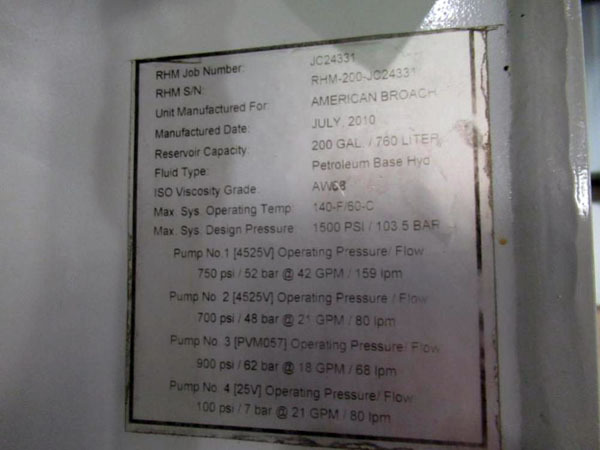 RHM Job Number: JC24331
RHM S/N: RHM-200-JC24331
Unit Manufactured For: AMERICAN BROACH
Manufactured Date: JULY, 2010
Reservoir Capacity: 200 GAL. / 760 LITER
Fluid Type: Petroleum Base Hyd
ISO Viscosity Grade:
Max. Sys. Operating Temp: 140-F/60-C
Max. Sys. Design Pressure: 1500 PSI / 103.5 BAR
Pump No.1 [4525V] Operating Pressure/ Flow
750 psi / 52 bar @ 42 GPM / 159 lpm
Pump No. 2 [4525V] Operating Pressure / Flow
700 psi / 48 bar @ 21 GPM / 80 lpm
Pump No. 3 [PVM057] Operating Pressure/ Flow
900 psi / 62 bar @ 18 GPM / 68 lpm
Pump No. 4 [25V] Operating Pressure/ Flow
100 psi / 7 bar @ 21 GPM / 80 lpm